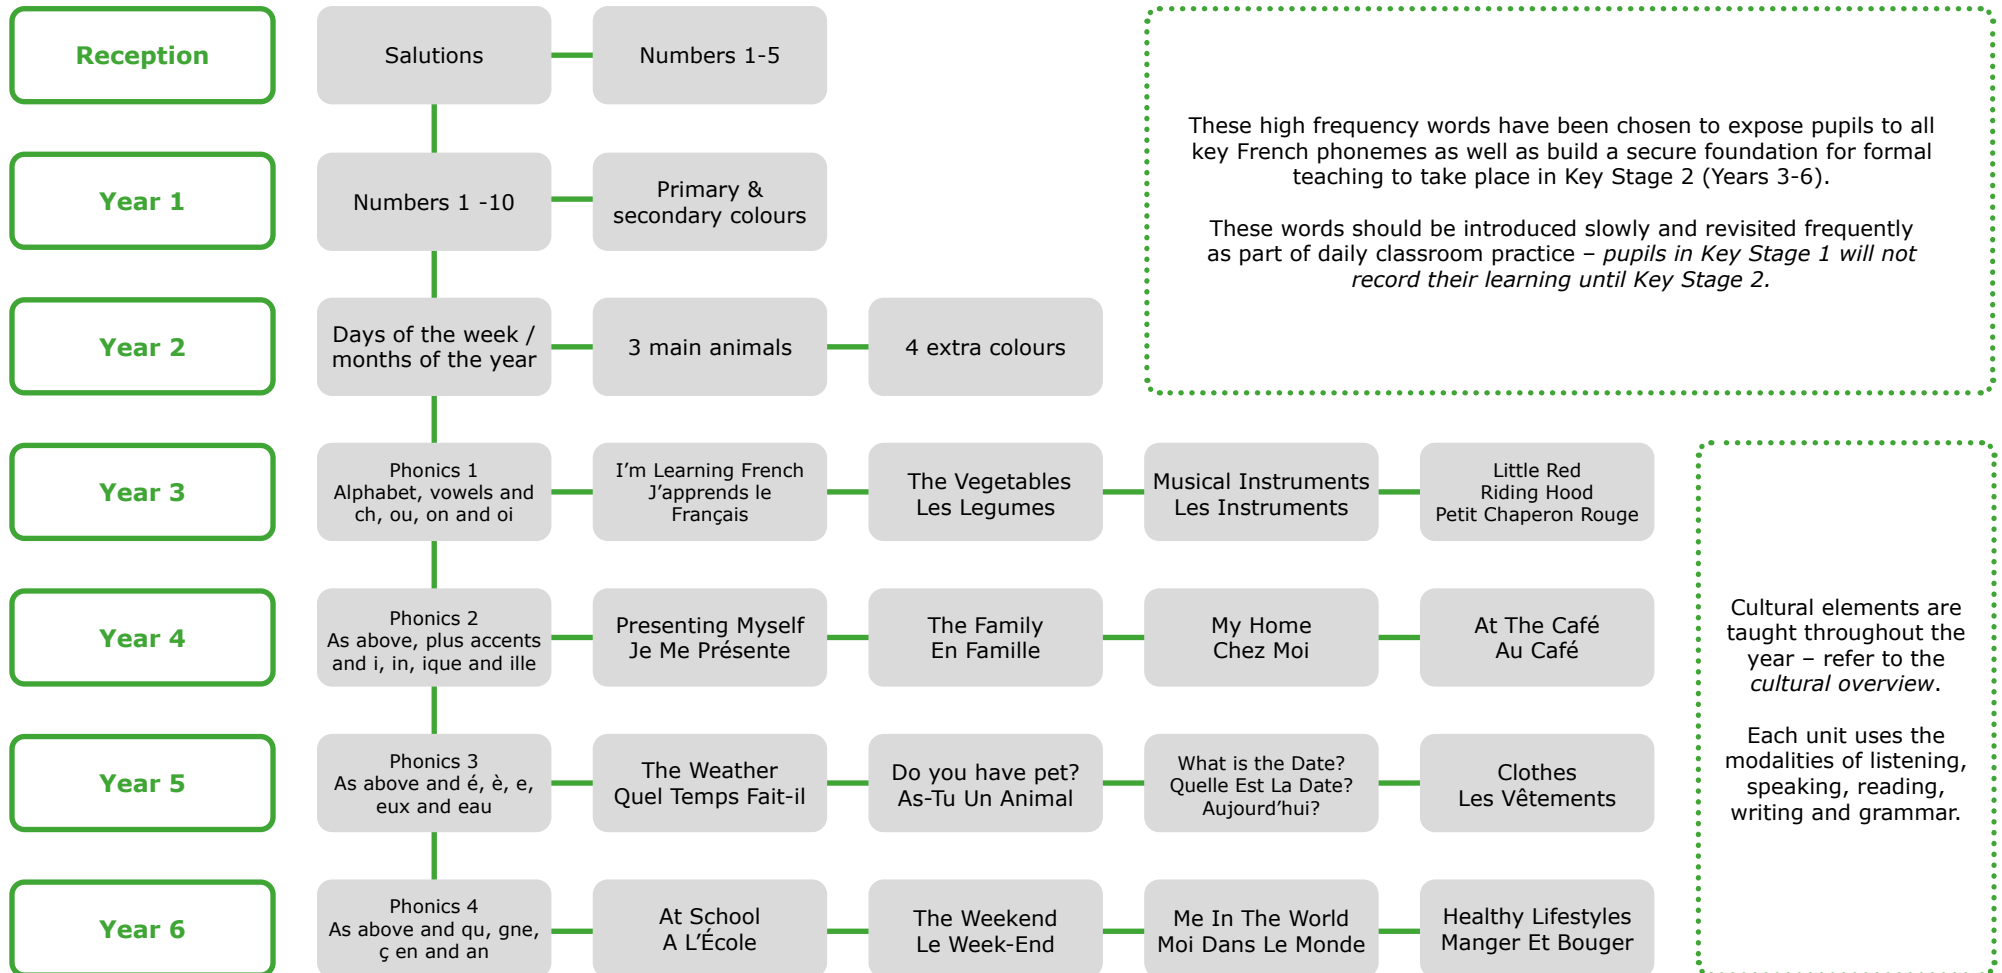 Reception
Salutions
Numbers 1-5
These high frequency words have been chosen to expose pupils to all
key French phonemes as well as build a secure foundation for formal
teaching to take place in Key Stage 2 (Years 3-6).
These words should be introduced slowly and revisited frequently
as part of daily classroom practice – pupils in Key Stage 1 will not
record their learning until Key Stage 2.
Year 1
Numbers 1 -10
Primary &
secondary colours
Year 2
Days of the week /
months of the year
3 main animals
4 extra colours
Year 3
Phonics 1
Alphabet, vowels and
ch, ou, on and oi
I'm Learning French
J'apprends le
Français
The Vegetables
Les Legumes
Musical Instruments
Les Instruments
Little Red
Riding Hood
Petit Chaperon Rouge
Year 4
Phonics 2
As above, plus accents
and i, in, ique and ille
Presenting Myself
Je Me Présente
The Family
En Famille
My Home
Chez Moi
At The Café
Au Café
Cultural elements are
taught throughout the
year – refer to the
cultural overview.
Each unit uses the
modalities of listening,
speaking, reading,
writing and grammar.
Year 5
Phonics 3
As above and é, è, e,
eux and eau
The Weather
Quel Temps Fait-il
Do you have pet?
As-Tu Un Animal
What is the Date?
Quelle Est La Date?
Aujourd'hui?
Clothes
Les Vêtements
Year 6
Phonics 4
As above and qu, gne,
ç en and an
At School
A L'École
The Weekend
Le Week-End
Me In The World
Moi Dans Le Monde
Healthy Lifestyles
Manger Et Bouger